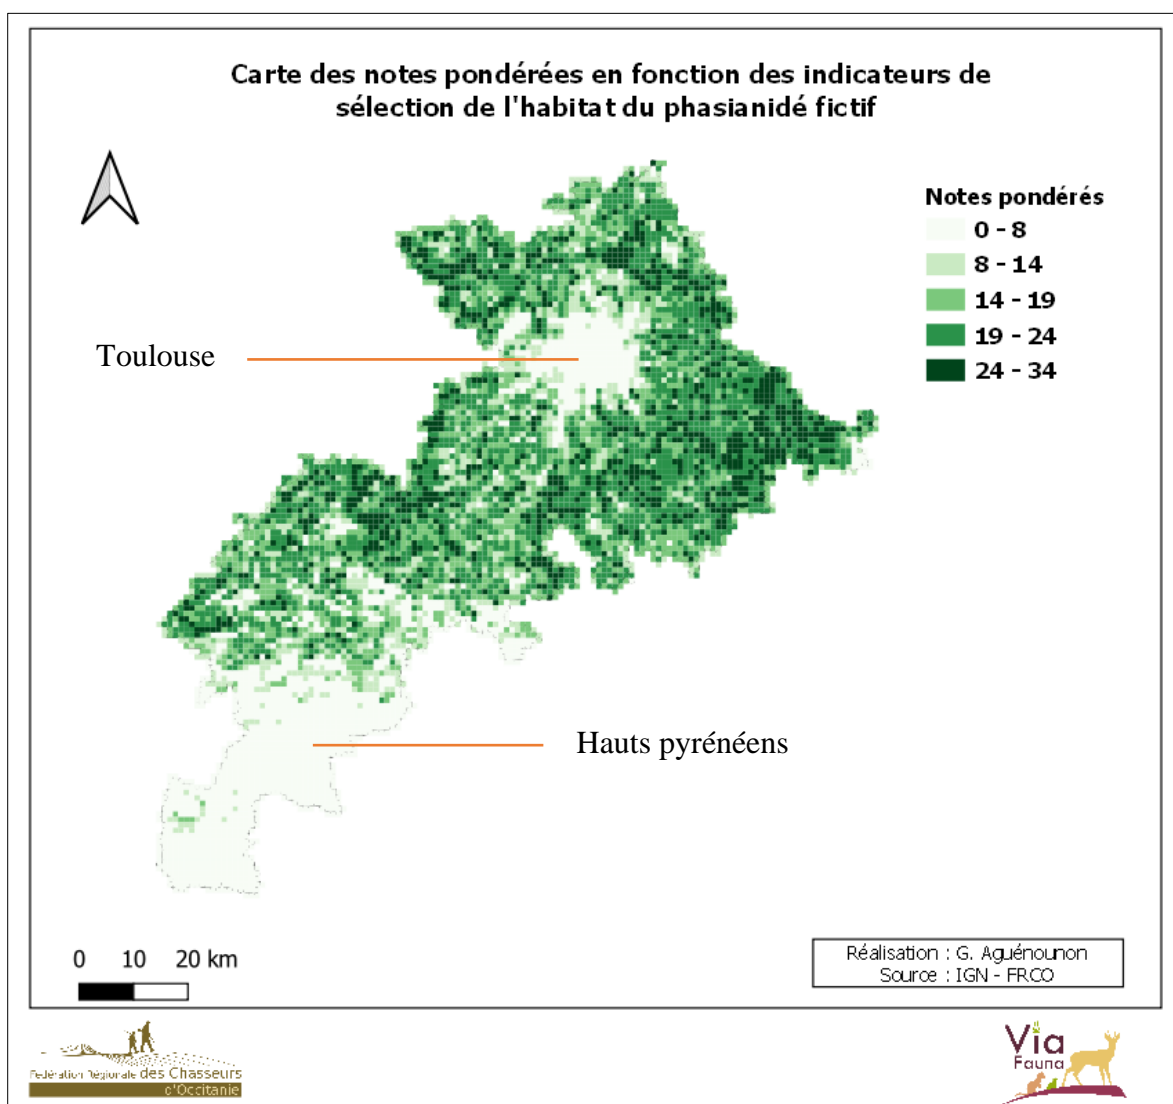 Carte des notes pondérées en fonction des indicateurs de
sélection de l'habitat du phasianidé fictif
Notes pondérés
0 - 8
8 - 14
14 - 19
19 - 24
24 - 34
Toulouse
Hauts pyrénéens
0 10 20 km
Réalisation : G. Aguénounon
Source : IGN - FRCO
Fédération Régionale des Chasseurs
d'Occitanie
Via
Fauna